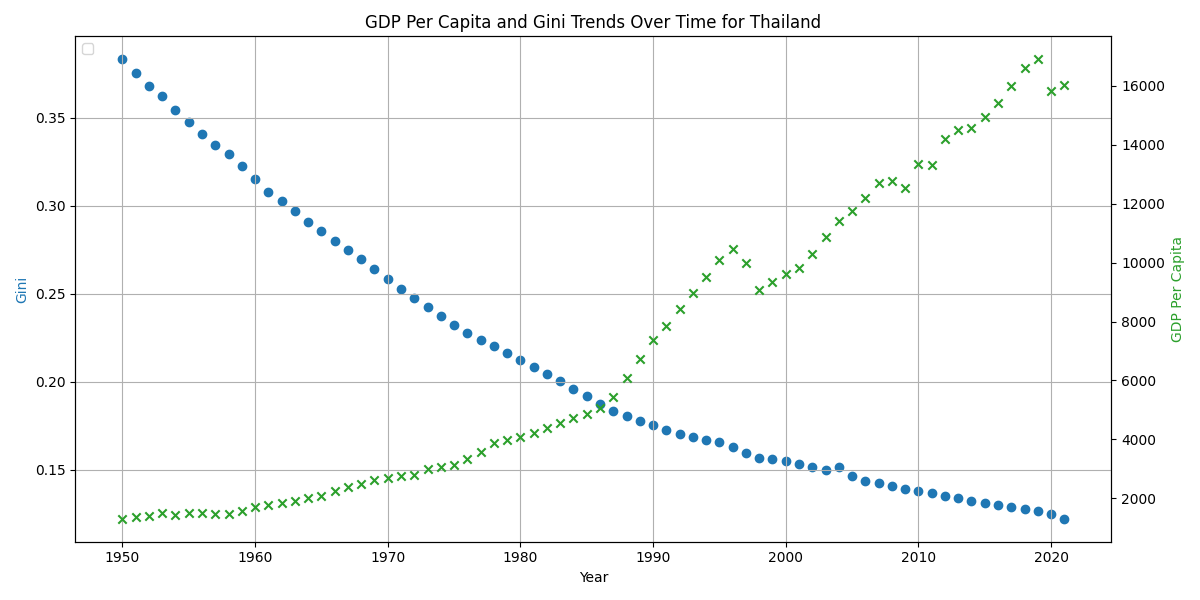 GDP Per Capita and Gini Trends Over Time for Thailand
0.35
0.30
0.25
0.20
0.15
Gini
16000
14000
12000
10000
8000
6000
4000
2000
GDP Per Capita
1950 1960 1970 1980 1990 2000 2010 2020
Year